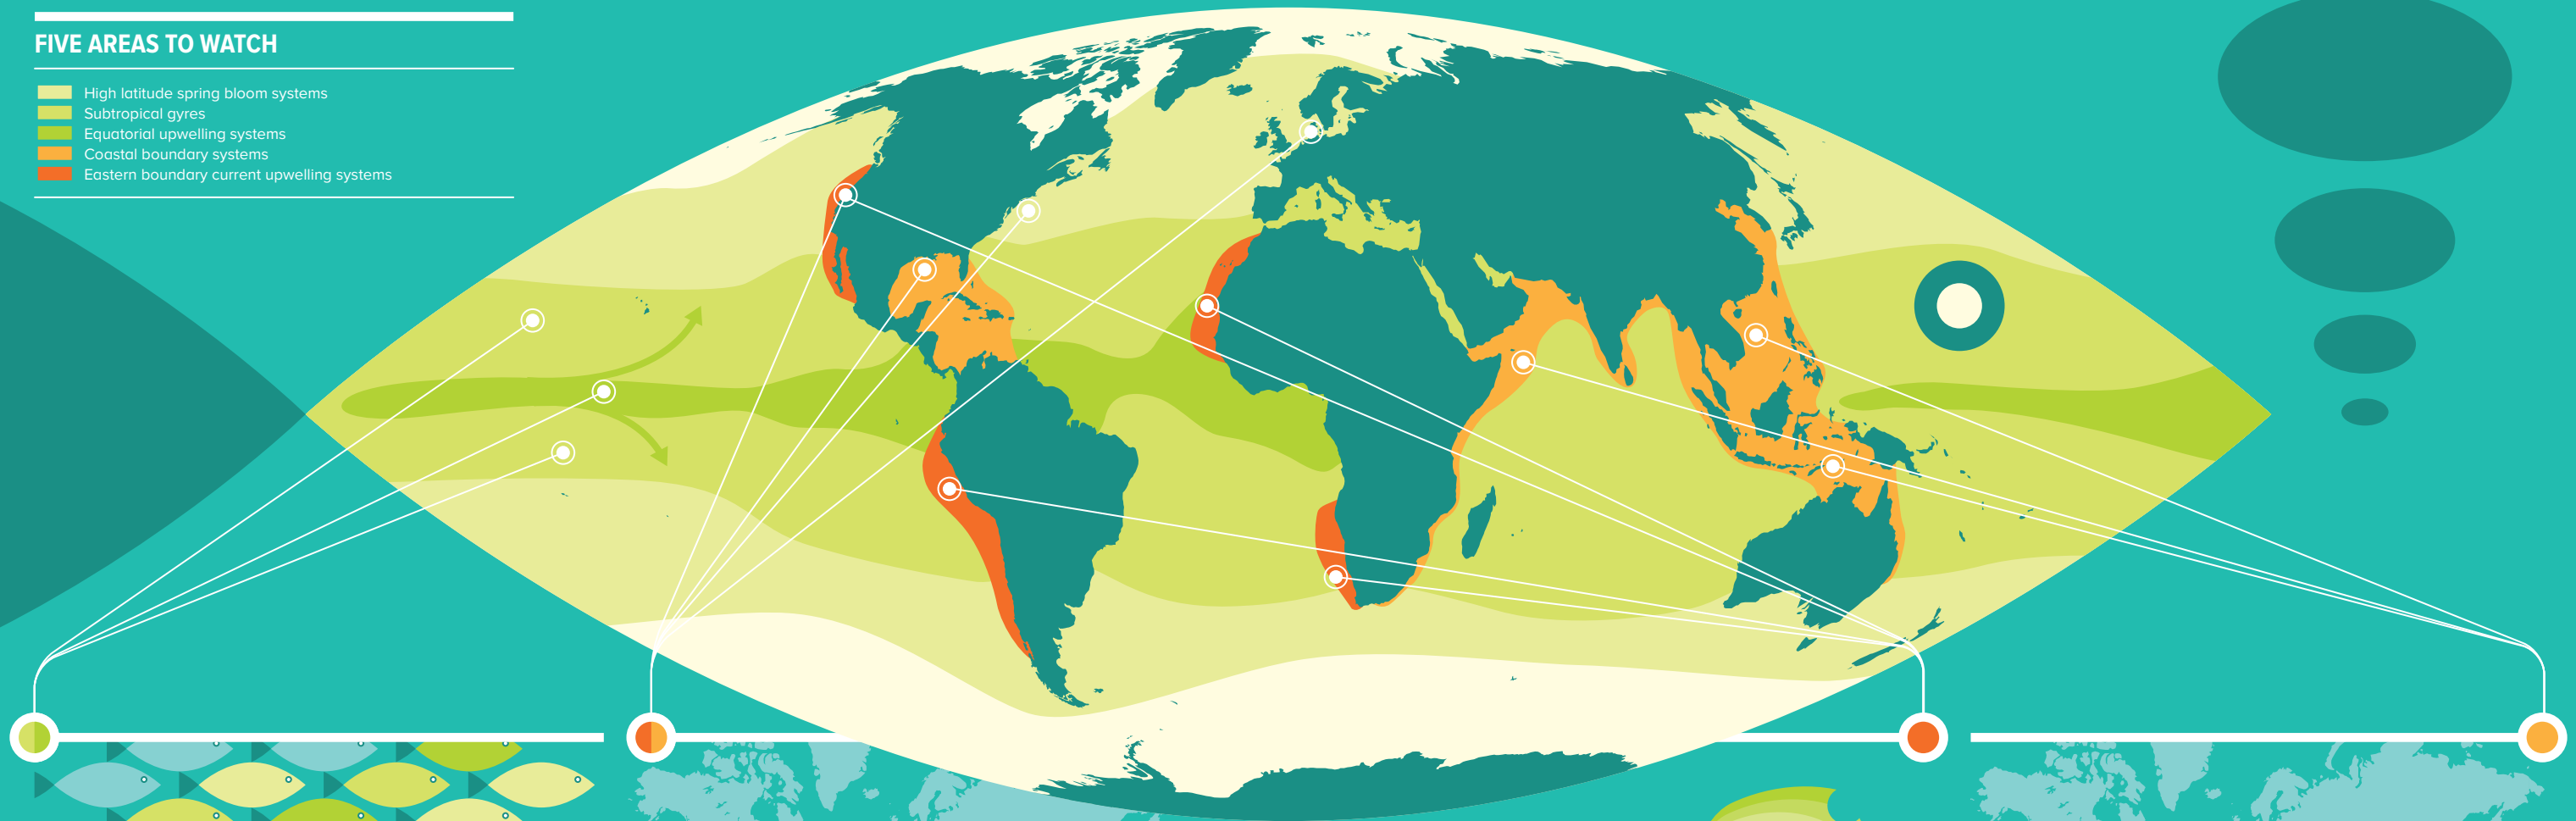 FIVE AREAS TO WATCH
High latitude spring bloom systems
Subtropical gyres
Equatorial upwelling systems
Coastal boundary systems
Eastern boundary current upwelling systems